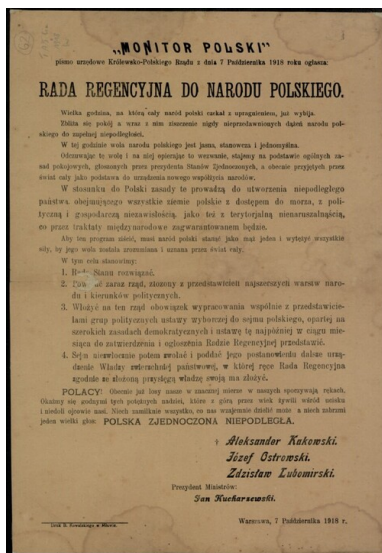 „MONITOR POLSKI"
pismo urzędowe Królewsko-Polskiego Rządu z dnia 7 Października 1918 roku ogłasza:
RADA REGENCYJNA DO NARODU POLSKIEGO.
Wielka godzina, na którą cały naród polski czekał z upragnieniem, już wybija.
Zbliża się pokój a wraz z nim ziszczenie nigdy nieprzedawnionych dążeń narodu pol-
skiego do zupełnej niepodległości.
W tej godzinie wola narodu polskiego jest jasna, stanowcza i jednomyślna.
Odczuwając tę wolę i na niej opierając to wezwanie, stajemy na podstawie ogólnych za-
sad pokojowych, głoszonych przez prezydenta Stanów Zjednoczonych, a obecnie przyjętych przez
świat cały jako podstawa do urządzenia nowego współżycia narodów.
W stosunku do Polski zasady te prowadzą do utworzenia niepodległego
państwa obejmującego wszystkie ziemie polskie z dostępem do morza, z poli-
tyczną i gospodarczą niezawisłością, jako też z terytorjalną nienaruszalnością,
co przez traktaty międzynarodowe zagwarantowanem będzie.
Aby ten program ziścić, musi naród polski stanąć jako mąż jeden i wytężyć wszystkie
siły, by jego wola została zrozumiana i uznana przez świat cały.
W tym celu stanowimy:
1. Radę Stanu rozwiązać.
2. Powołać zaraz rząd, złożony z przedstawicieli najszerszych warstw narodu
i kierunków politycznych.
3. Włożyć na ten rząd obowiązek wypracowania wspólnie z przedstawicie-
lami grup politycznych ustawy wyborczej do sejmu polskiego, opartej na
szerokich zasadach demokratycznych i ustawę tę najpóźniej w ciągu mie-
siąca do zatwierdzenia i ogłoszenia Radzie Regencyjnej przedstawić.
4. Sejm niezwłocznie potem zwołać i poddać jego postanowieniu dalsze urzą-
dzenie Władzy zwierzchniej państwowej, w której ręce Rada Regencyjna
zgodnie ze złożoną przysięgą władzę swoją ma złożyć.
POLACY! Obecnie już losy nasze w znacznej mierze w naszych spoczywają rękach.
Okażmy się godnymi tych potężnych nadziei, które z górą przez wiek żywili wśród ucisku
i niedoli ojcowie nasi. Niech zamilknie wszystko, co nas wzajemnie dzielić może a niech zabrzmi
jeden wielki głos: POLSKA ZJEDNOCZONA NIEPODLEGŁA.
† Aleksander Kakowski.
Józef Ostrowski.
Zdzisław Lubomirski.
Prezydent Ministrów:
Jan Kucharzewski.
Warszawa, 7 Października 1918 r.